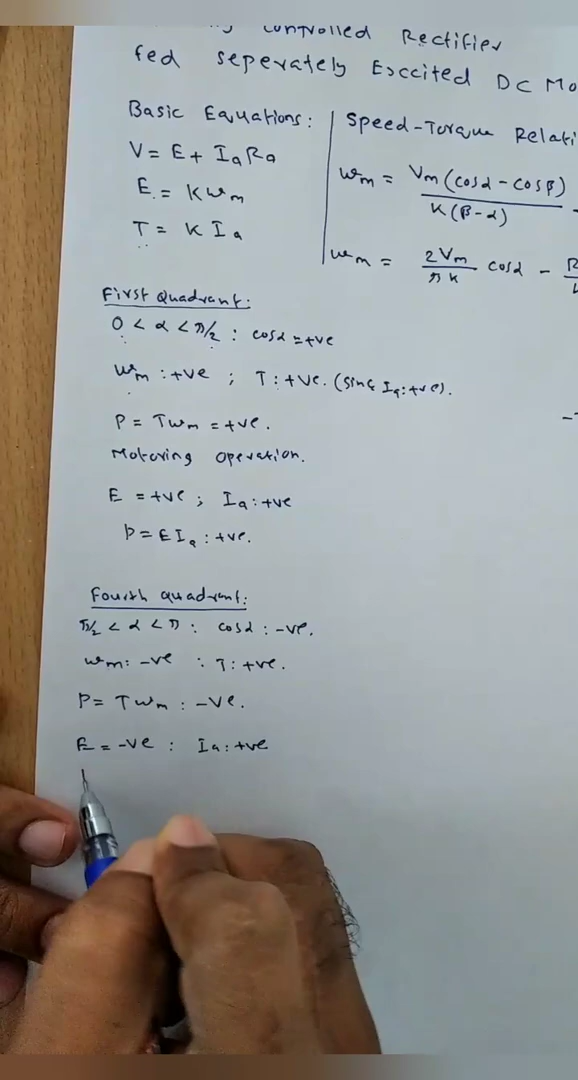 Controlled Rectifier
fed seperately Excited DC Mo
Basic Equations:
V = E + IaRa
E = Kωm
T = K Ia
Speed-Torque Relati
ωm = Vm (cosα - cosβ) / K(β-α) -
ωm = 2Vm / πK cosα - R
First Quadrant:
0 < α < π/2 : cosα = +ve
ωm : +ve ; T : +ve. (Since Ia : +ve).
P = Tωm = +ve.
Motoring operation.
E = +ve ; Ia : +ve
P = EIa : +ve.
Fourth quadrant:
π/2 < α < π : cosα : -ve.
ωm : -ve : T : +ve.
P = Tωm : -ve.
E = -ve : Ia : +ve